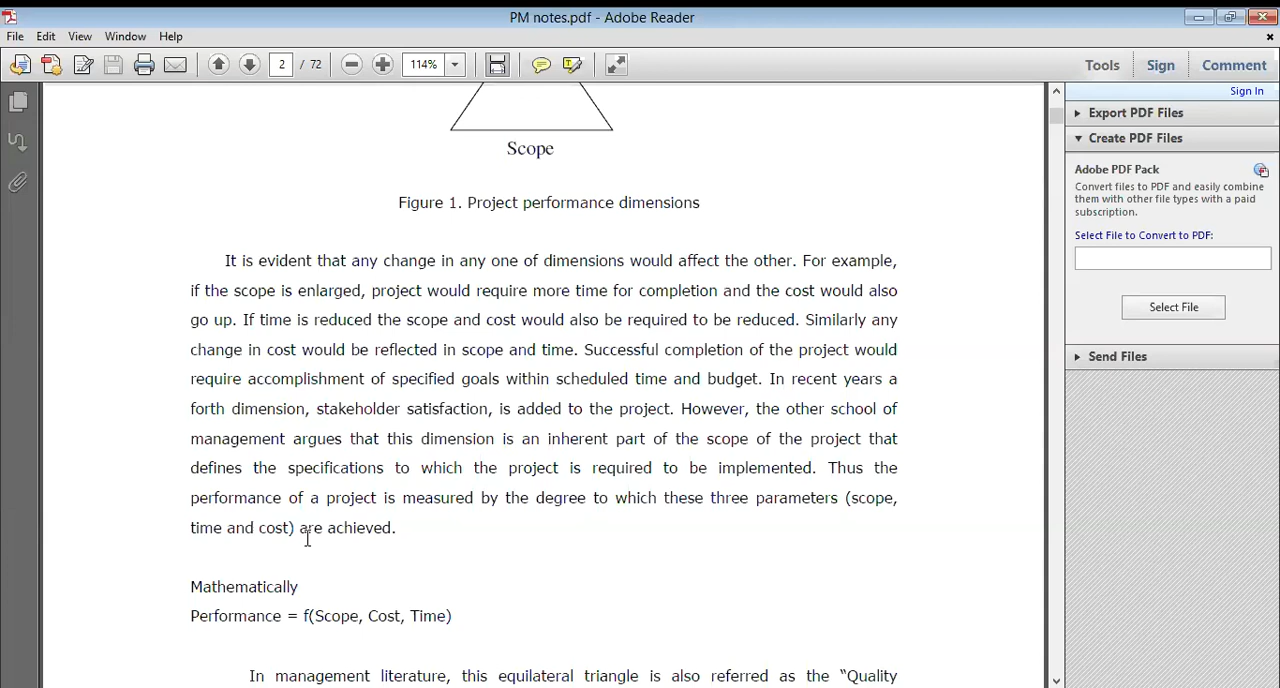 PM notes.pdf - Adobe Reader
File Edit View Window Help
2 / 72 114% Tools Sign Comment
Sign In
Export PDF Files
Create PDF Files
Adobe PDF Pack
Convert files to PDF and easily combine
them with other file types with a paid
subscription.
Select File to Convert to PDF:
Select File
Send Files
Scope
Figure 1. Project performance dimensions
It is evident that any change in any one of dimensions would affect the other. For example,
if the scope is enlarged, project would require more time for completion and the cost would also
go up. If time is reduced the scope and cost would also be required to be reduced. Similarly any
change in cost would be reflected in scope and time. Successful completion of the project would
require accomplishment of specified goals within scheduled time and budget. In recent years a
forth dimension, stakeholder satisfaction, is added to the project. However, the other school of
management argues that this dimension is an inherent part of the scope of the project that
defines the specifications to which the project is required to be implemented. Thus the
performance of a project is measured by the degree to which these three parameters (scope,
time and cost) are achieved.
Mathematically
Performance = f(Scope, Cost, Time)
In management literature, this equilateral triangle is also referred as the “Quality